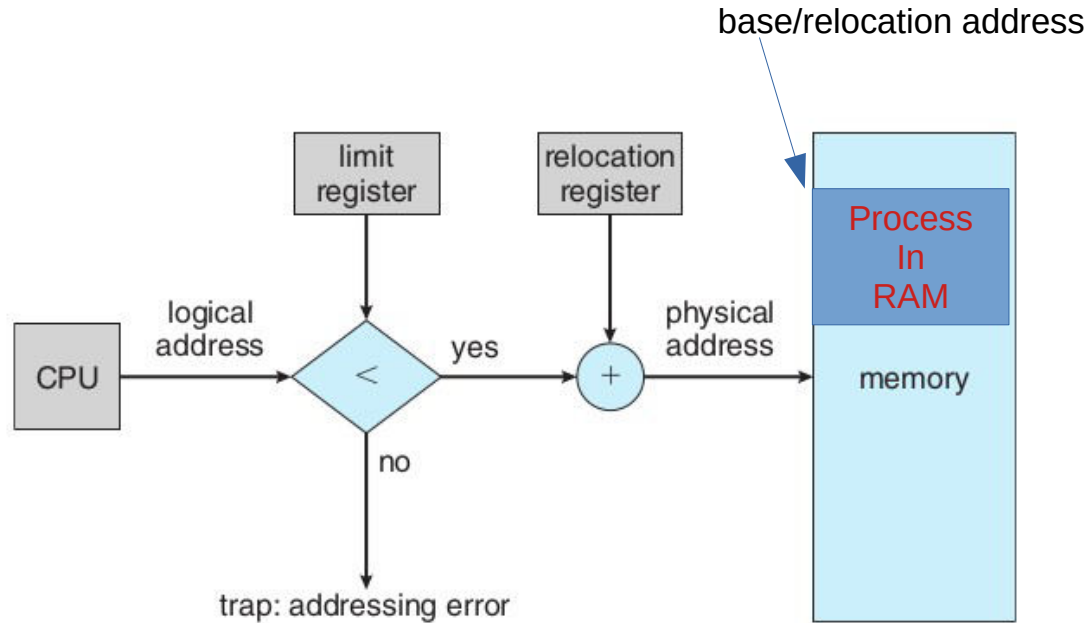 base/relocation address
limit
register
relocation
register
Process
In
RAM
logical
address
yes
physical
address
CPU
<
+
memory
no
trap: addressing error